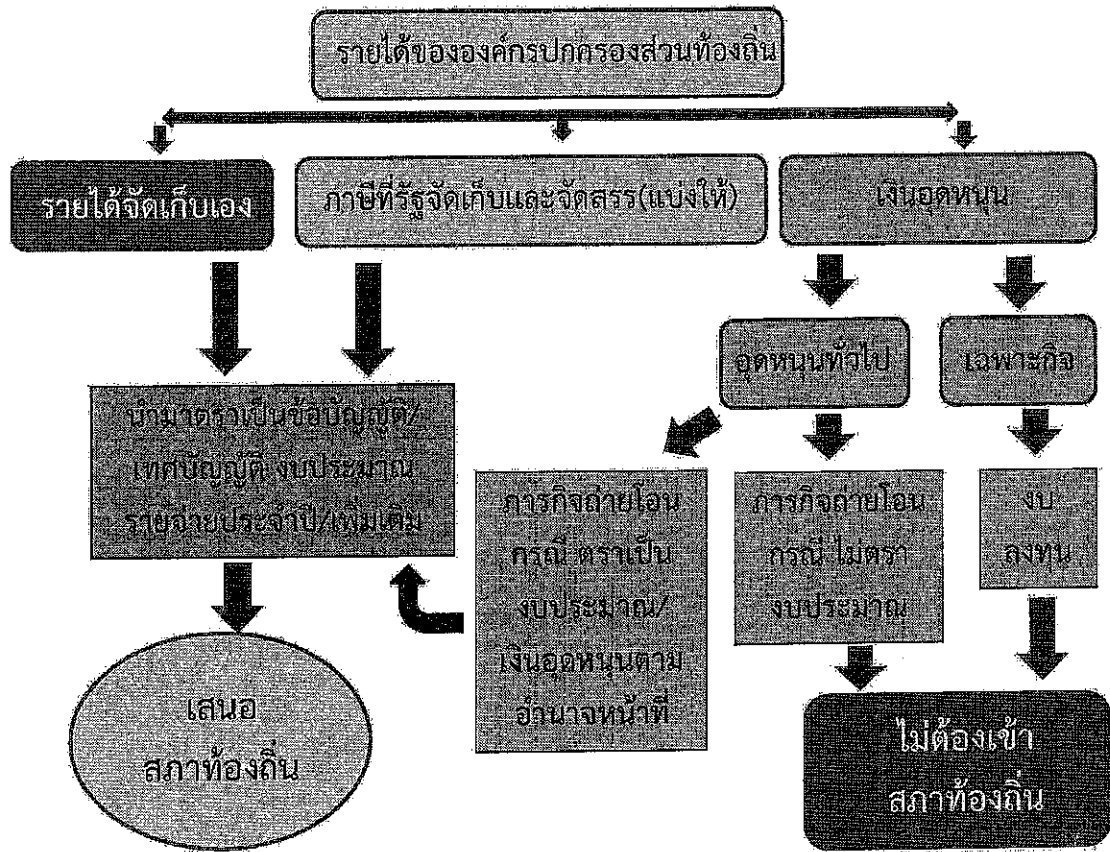 รายได้ขององค์กรปกครองส่วนท้องถิ่น
รายได้จัดเก็บเอง
ภาษีที่รัฐจัดเก็บและจัดสรร(แบ่งให้)
เงินอุดหนุน
อุดหนุนทั่วไป
เฉพาะกิจ
นำมาตราเป็นข้อบัญญัติ/
เทศบัญญัติ งบประมาณ
รายจ่ายประจำปี/เพิ่มเติม
ภารกิจถ่ายโอน
กรณี ตราเป็น
งบประมาณ/
เงินอุดหนุนตาม
อำนาจหน้าที่
ภารกิจถ่ายโอน
กรณี ไม่ตรา
งบประมาณ
งบ
ลงทุน
เสนอ
สภาท้องถิ่น
ไม่ต้องเข้า
สภาท้องถิ่น